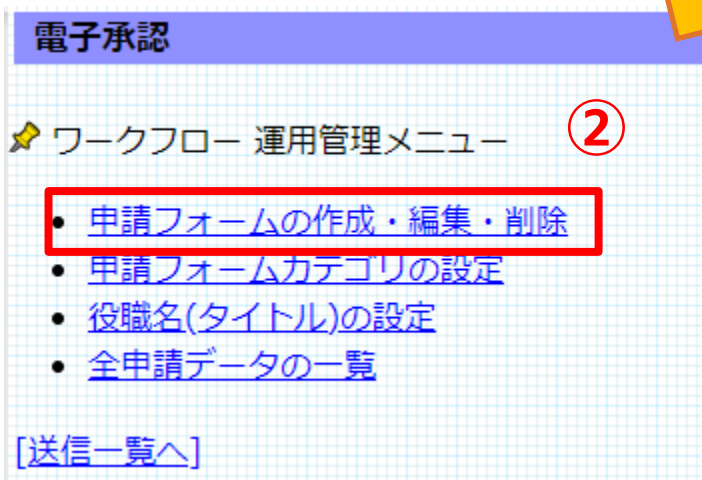 電子承認
ワークフロー 運用管理メニュー ②
• 申請フォームの作成・編集・削除
• 申請フォームカテゴリの設定
• 役職名(タイトル)の設定
• 全申請データの一覧
[送信一覧へ]